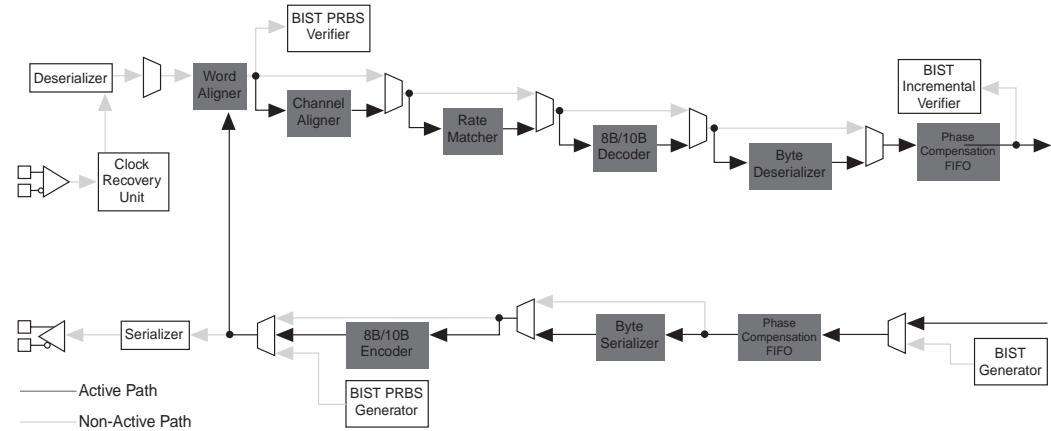 BIST PRBS
Verifier
Deserializer
Word
Aligner
Channel
Aligner
Rate
Matcher
8B/10B
Decoder
Byte
Deserializer
BIST
Incremental
Verifier
Phase
Compensation
FIFO
Clock
Recovery
Unit
Serializer
8B/10B
Encoder
BIST PRBS
Generator
Byte
Serializer
Phase
Compensation
FIFO
BIST
Generator
Active Path
Non-Active Path